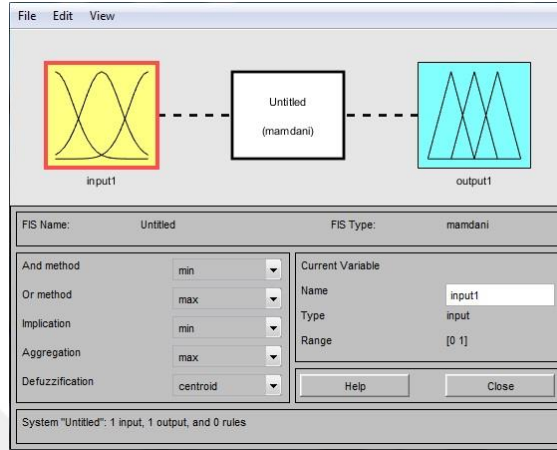 File Edit View
Untitled
(mamdani)
input1
output1
FIS Name: Untitled FIS Type: mamdani
And method min
Or method max
Implication min
Aggregation max
Defuzzification centroid
Current Variable
Name input1
Type input
Range [0 1]
Help Close
System "Untitled": 1 input, 1 output, and 0 rules